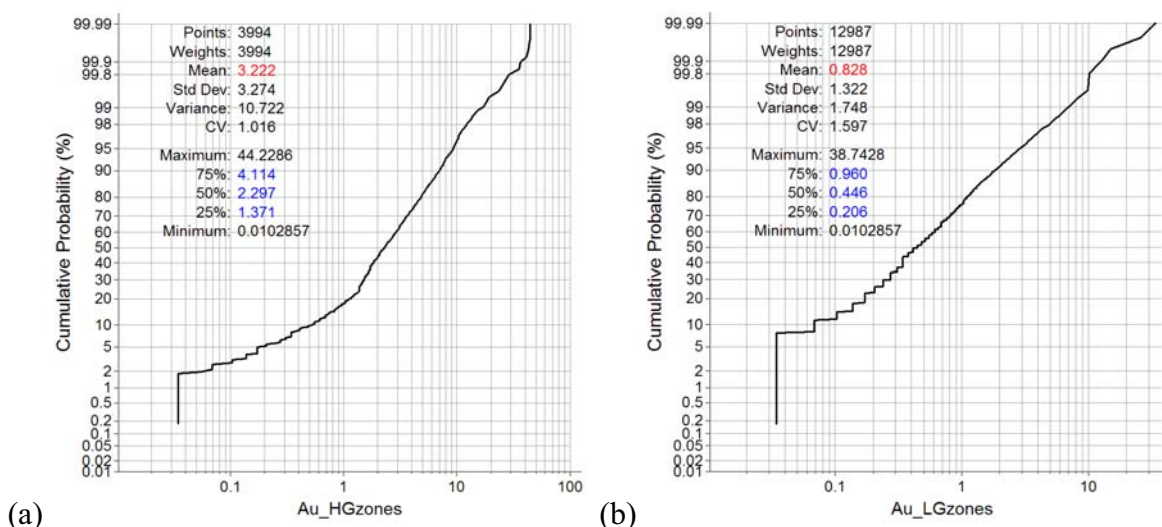 99.99
99.9
99.8
99
98
95
90
80
70
60
50
40
30
20
10
5
2
1
0.5
0.2
0.1
0.05
0.02
0.01
Cumulative Probability (%)
Points: 3994
Weights: 3994
Mean: 3.222
Std Dev: 3.274
Variance: 10.722
CV: 1.016
Maximum: 44.2286
75%: 4.114
50%: 2.297
25%: 1.371
Minimum: 0.0102857
0.1 1 10 100
Au_HGzones
(a)
99.99
99.9
99.8
99
98
95
90
80
70
60
50
40
30
20
10
5
2
1
0.5
0.2
0.1
0.05
0.02
0.01
Cumulative Probability (%)
Points: 12987
Weights: 12987
Mean: 0.828
Std Dev: 1.322
Variance: 1.748
CV: 1.597
Maximum: 38.7428
75%: 0.960
50%: 0.446
25%: 0.206
Minimum: 0.0102857
0.1 1 10
Au_LGzones
(b)